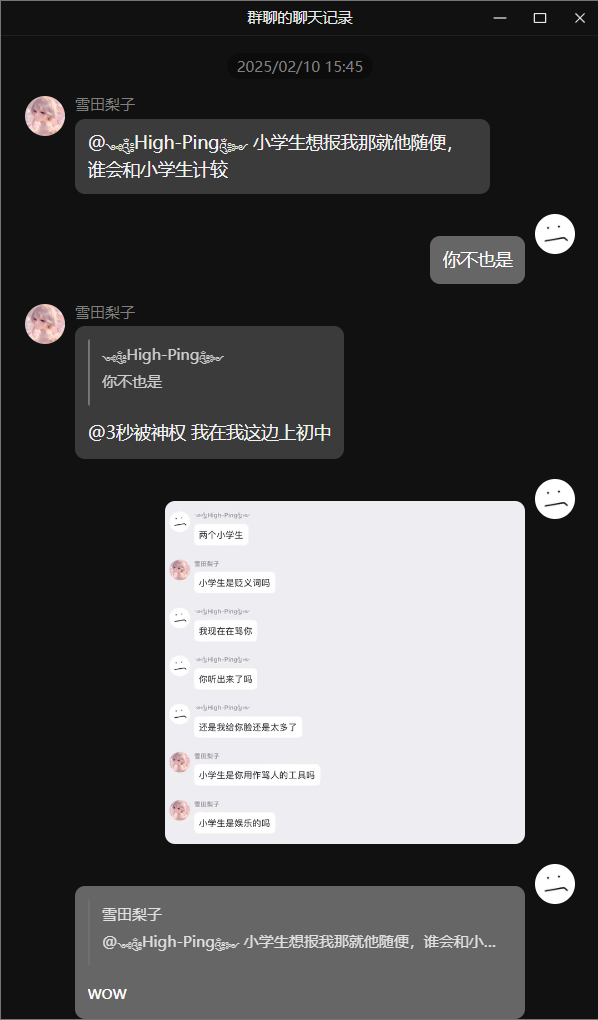 群聊的聊天记录
2025/02/10 15:45
雪田梨子
@High-Ping 小学生想报我那就他随便，
谁会和小学生计较
你不也是
雪田梨子
High-Ping
你不也是
@3秒被神权 我在我这边上初中
High-Ping
两个小学生
雪田梨子
小学生是贬义词吗
High-Ping
我现在在骂你
High-Ping
你听出来了吗
High-Ping
还是我给你脸还是太多了
雪田梨子
小学生是你用作骂人的工具吗
雪田梨子
小学生是娱乐的吗
雪田梨子
@High-Ping 小学生想报我那就他随便，谁会和小...
wow